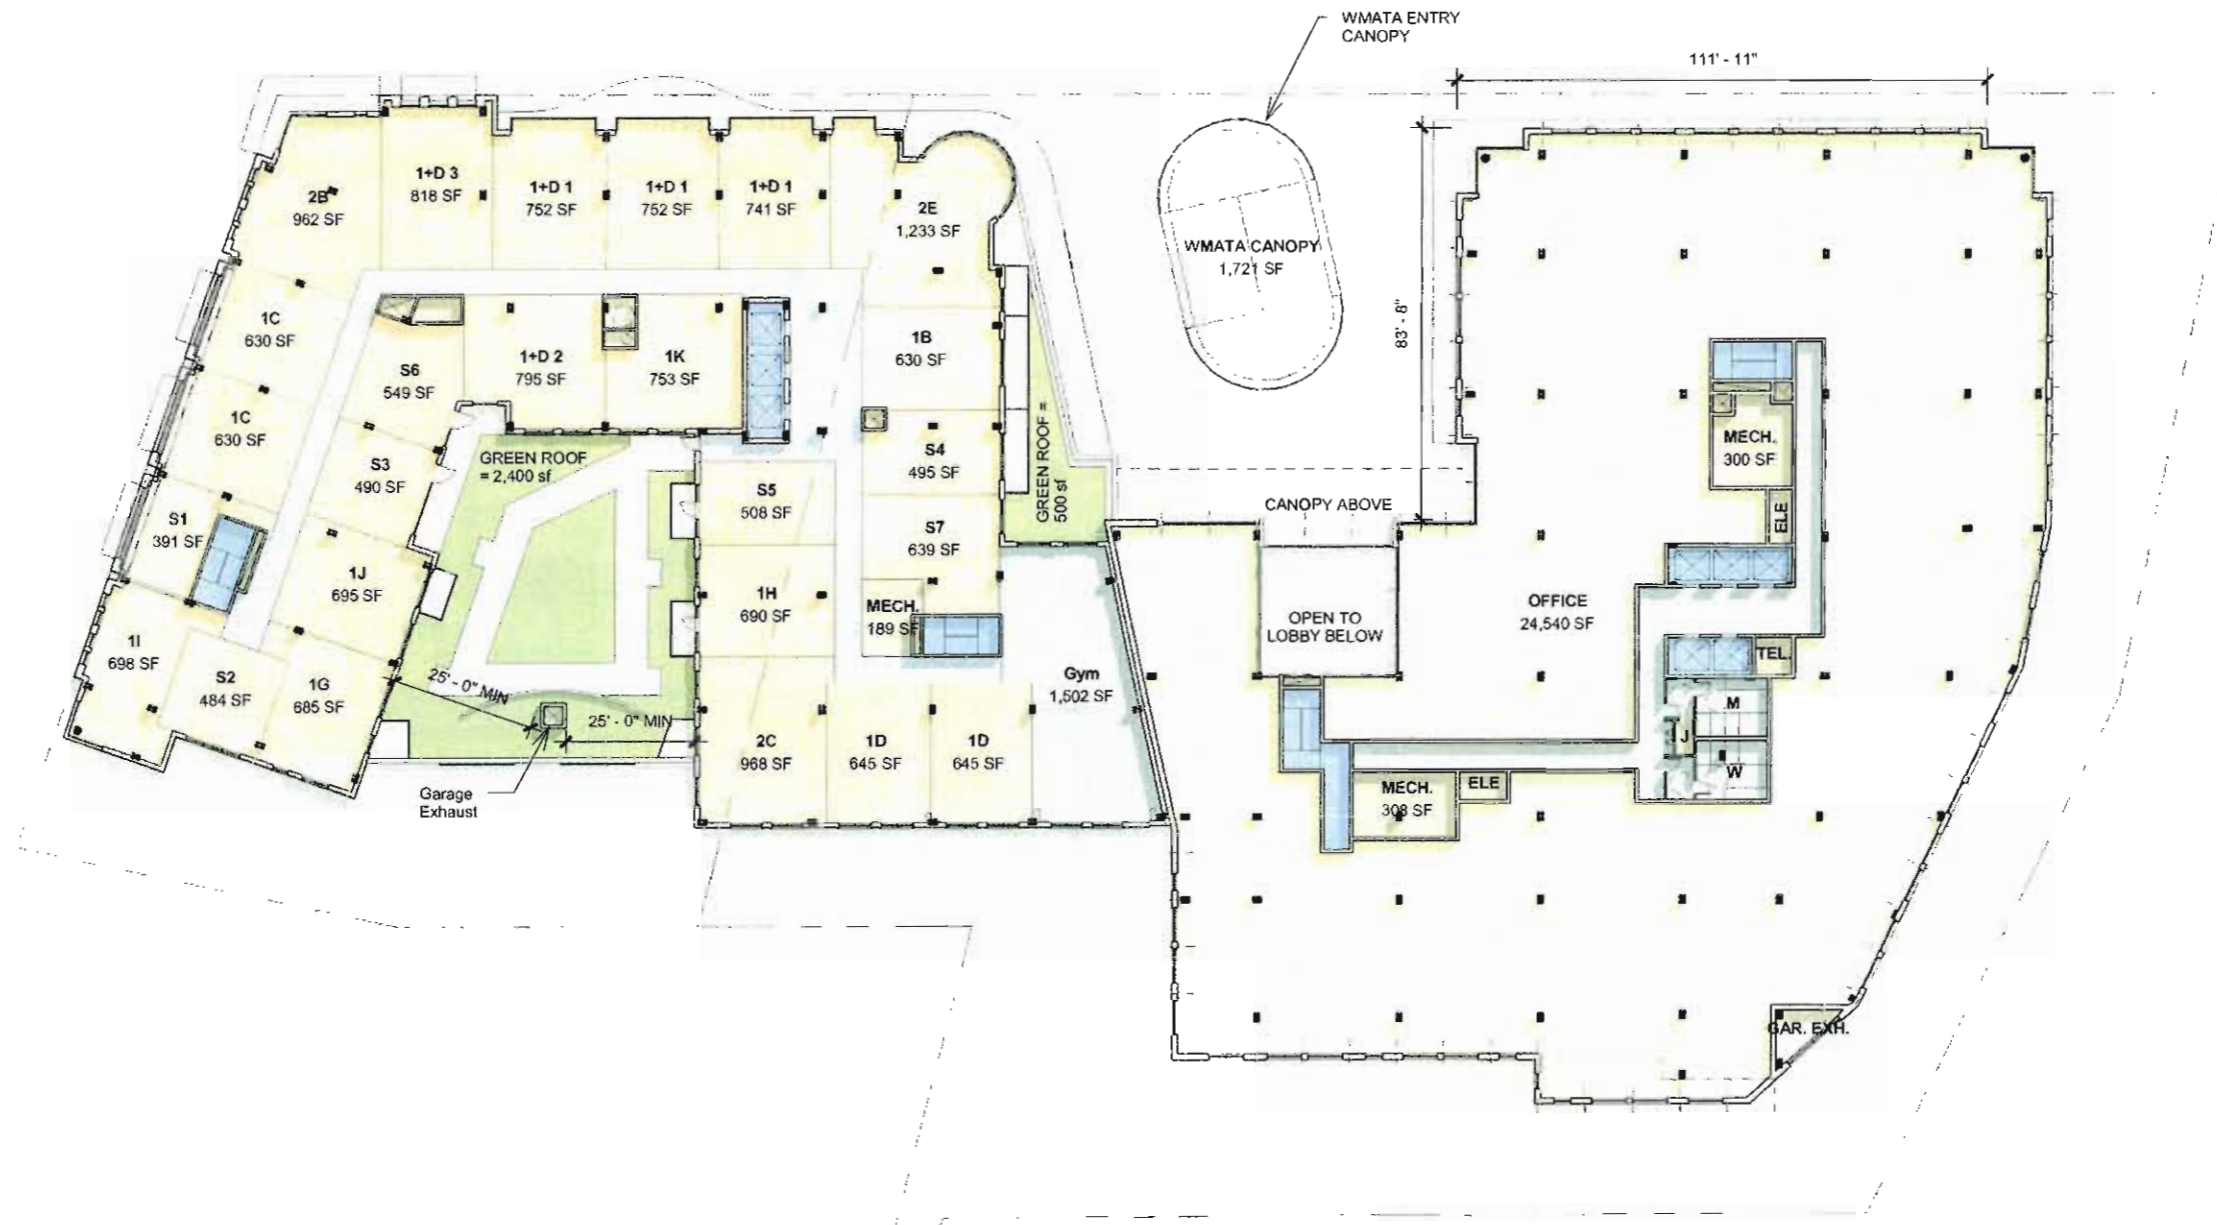 WMATA ENTRY
CANOPY
111' - 11"
83' - 8"
2B
962 SF
1+D 3
818 SF
1+D 1
752 SF
1+D 1
752 SF
1+D 1
741 SF
2E
1,233 SF
WMATA CANOPY
1,721 SF
1C
630 SF
S6
549 SF
1+D 2
795 SF
1K
753 SF
1B
630 SF
1C
630 SF
S3
490 SF
GREEN ROOF
= 2,400 sf
S5
508 SF
S4
495 SF
GREEN ROOF =
500 sf
CANOPY ABOVE
MECH.
300 SF
ELE
S1
391 SF
1J
695 SF
1H
690 SF
S7
639 SF
MECH.
189 SF
OPEN TO
LOBBY BELOW
OFFICE
24,540 SF
TEL.
1I
698 SF
S2
484 SF
1G
685 SF
25' - 0" MIN
25' - 0" MIN
2C
968 SF
1D
645 SF
1D
645 SF
Gym
1,502 SF
M
J
W
MECH.
308 SF
ELE
Garage
Exhaust
GAR. EXH.